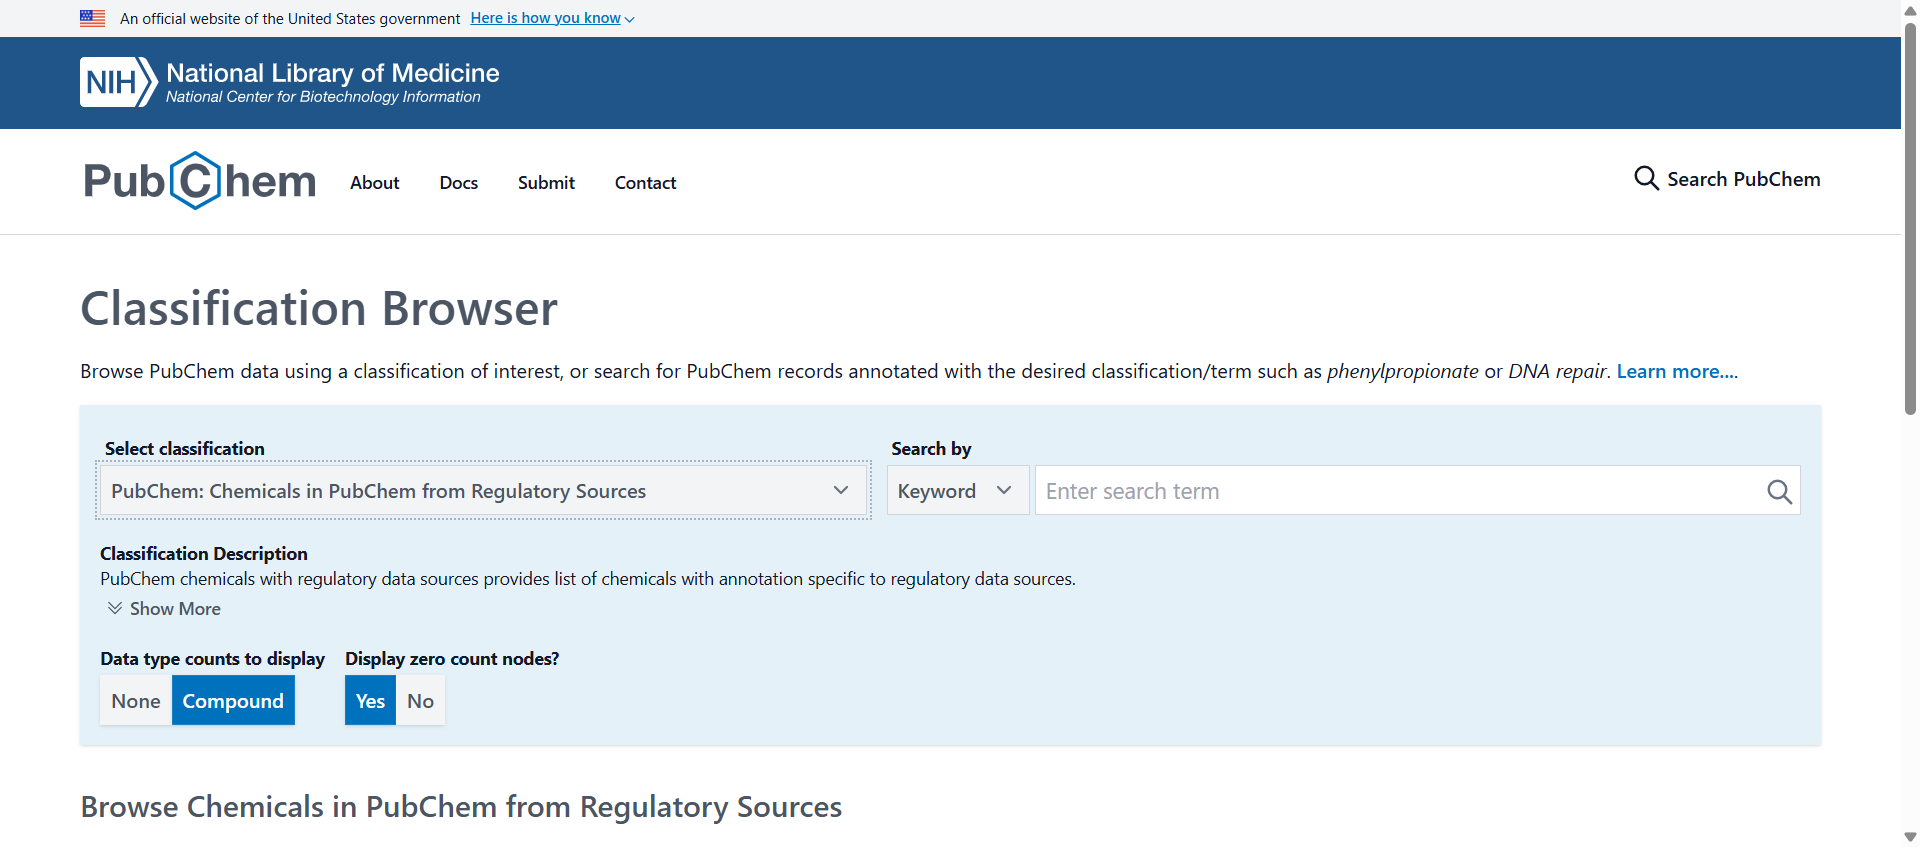 An official website of the United States government Here is how you know
NIH National Library of Medicine
National Center for Biotechnology Information
PubChem About Docs Submit Contact Search PubChem
Classification Browser
Browse PubChem data using a classification of interest, or search for PubChem records annotated with the desired classification/term such as phenylpropionate or DNA repair. Learn more....
Select classification Search by
PubChem: Chemicals in PubChem from Regulatory Sources Keyword Enter search term
Classification Description
PubChem chemicals with regulatory data sources provides list of chemicals with annotation specific to regulatory data sources.
Show More
Data type counts to display Display zero count nodes?
None Compound Yes No
Browse Chemicals in PubChem from Regulatory Sources